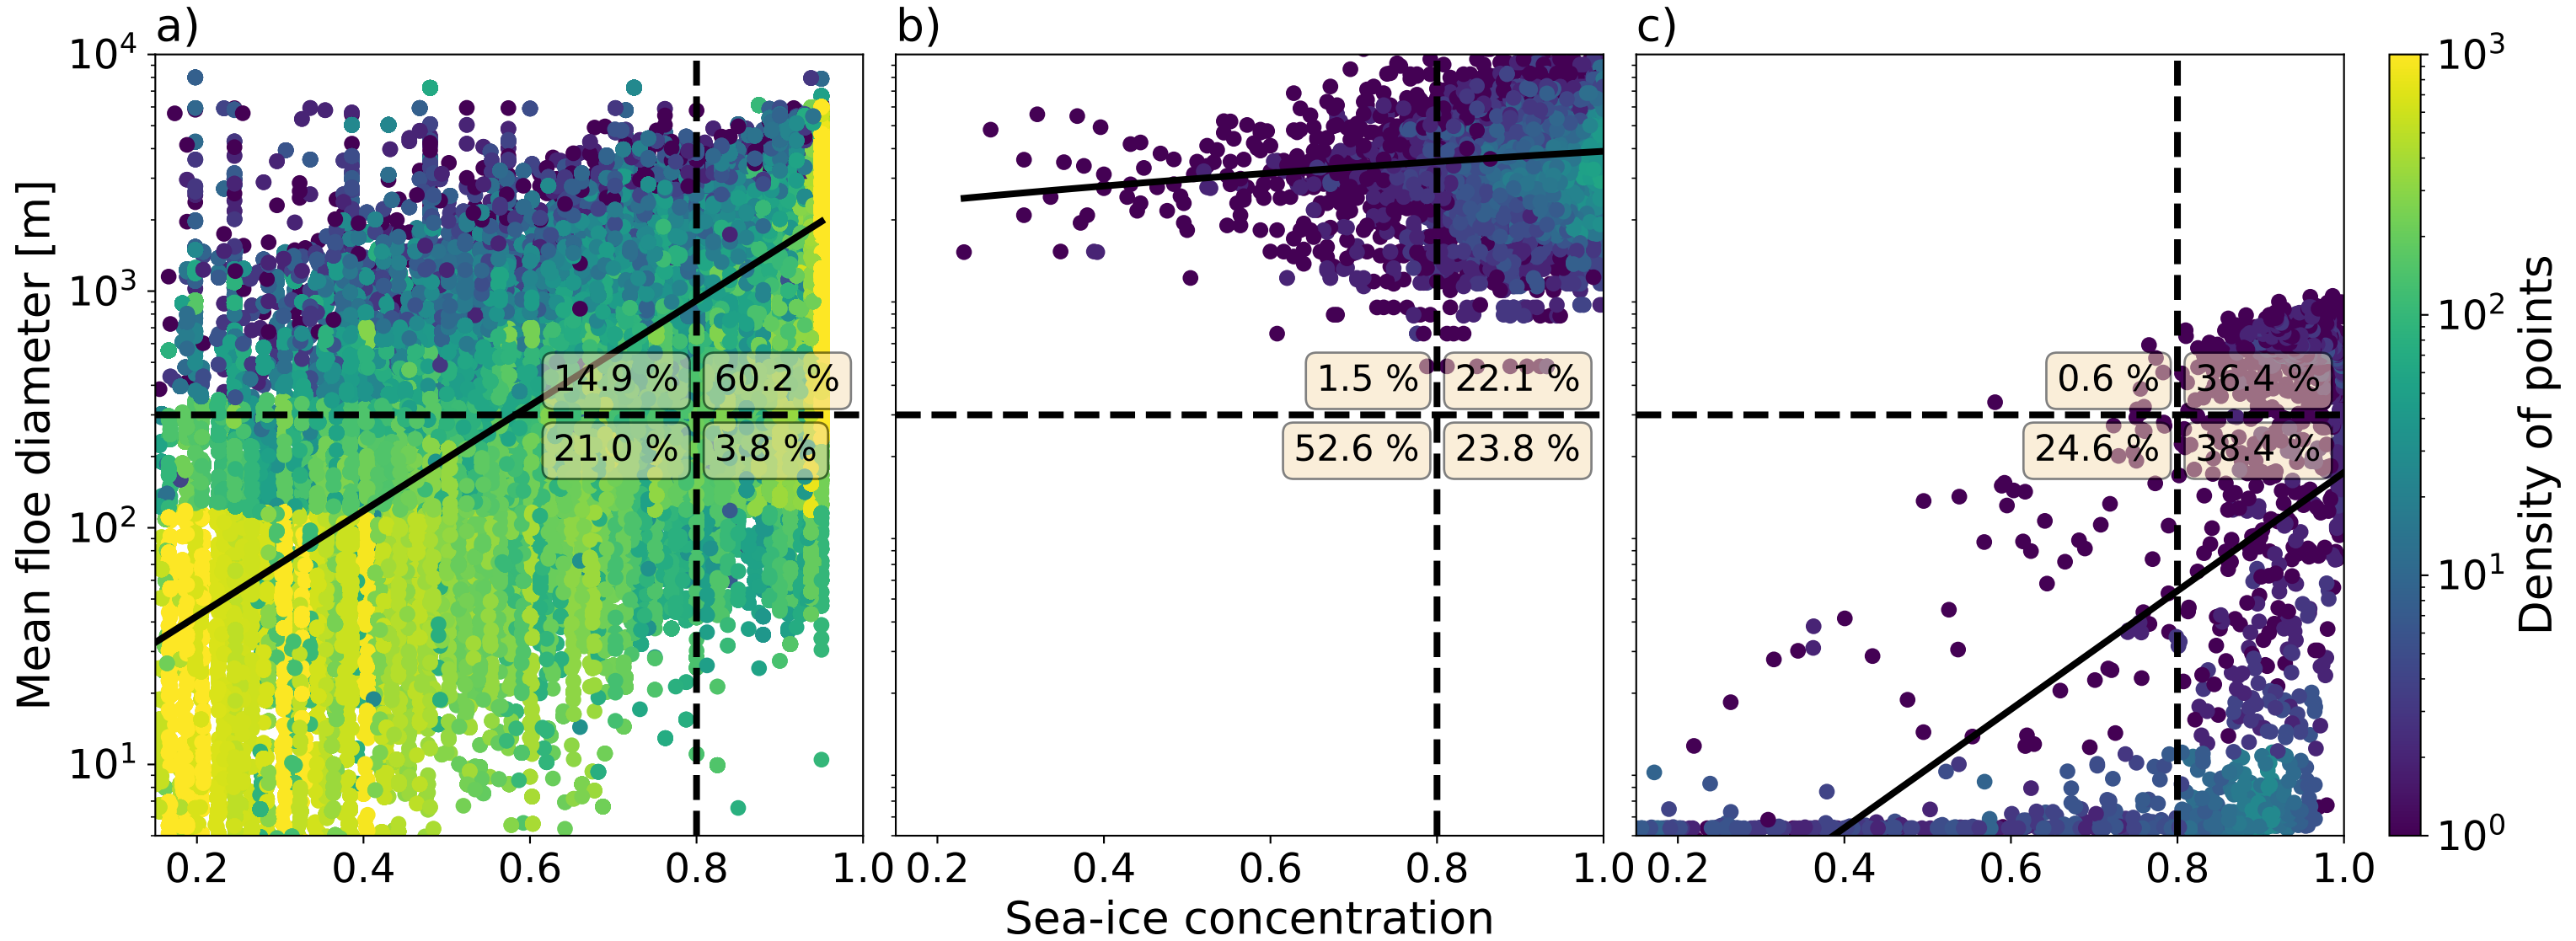 a)
b)
c)
Mean floe diameter [m]
10^4
10^3
10^2
10^1
14.9 %
60.2 %
21.0 %
3.8 %
1.5 %
22.1 %
52.6 %
23.8 %
0.6 %
36.4 %
24.6 %
38.4 %
0.2 0.4 0.6 0.8 1.0
0.2 0.4 0.6 0.8 1.0
0.2 0.4 0.6 0.8 1.0
Sea-ice concentration
10^3
10^2
10^1
10^0
Density of points